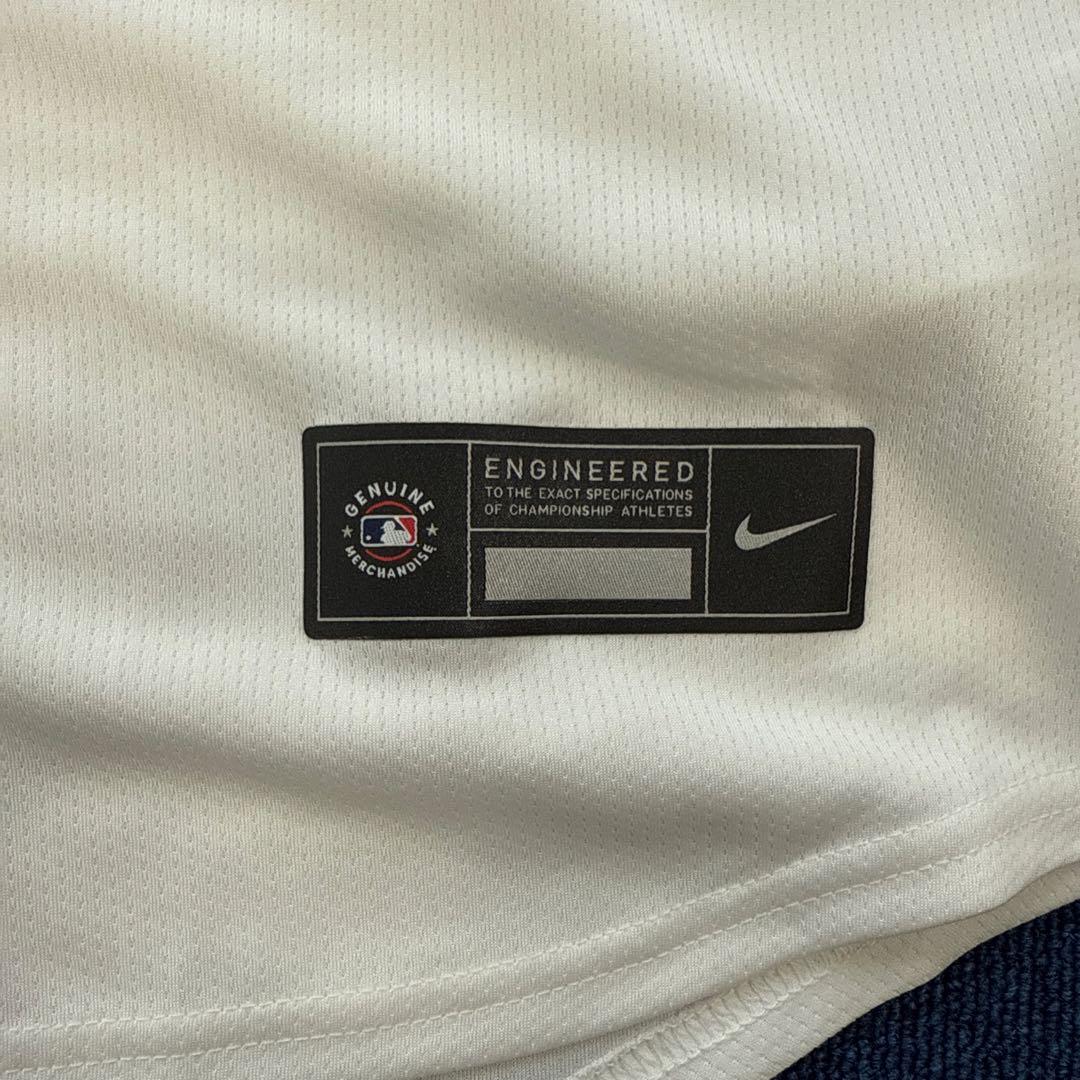 GENUINE
MERCHANDISE
ENGINEERED
TO THE EXACT SPECIFICATIONS
OF CHAMPIONSHIP ATHLETES